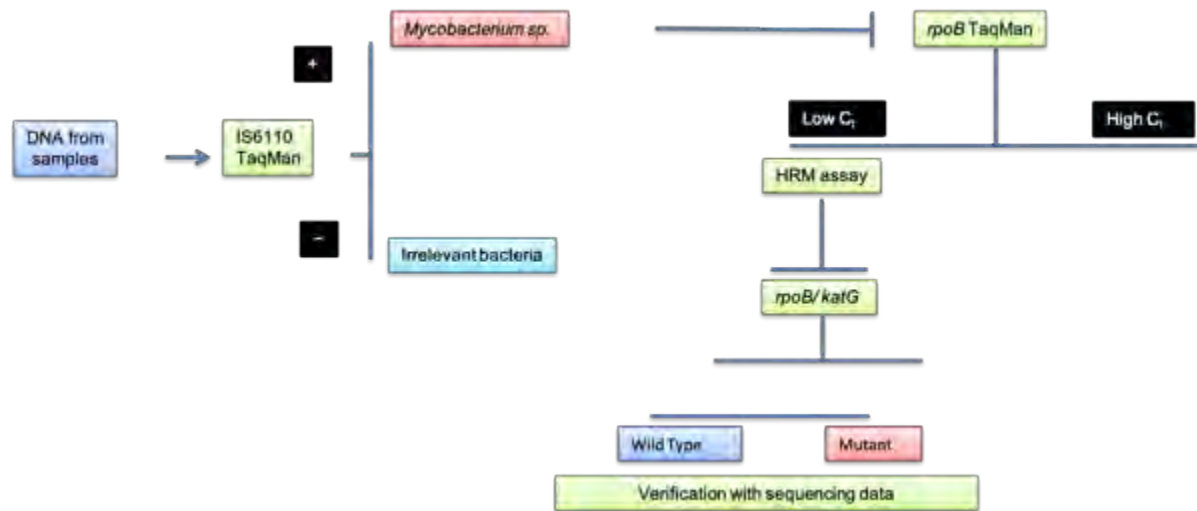 Mycobacterium sp.
rpoB TaqMan
+
Low Ct
High Ct
DNA from
samples
IS6110
TaqMan
HRM assay
−
Irrelevant bacteria
rpoB/ katG
Wild Type
Mutant
Verification with sequencing data